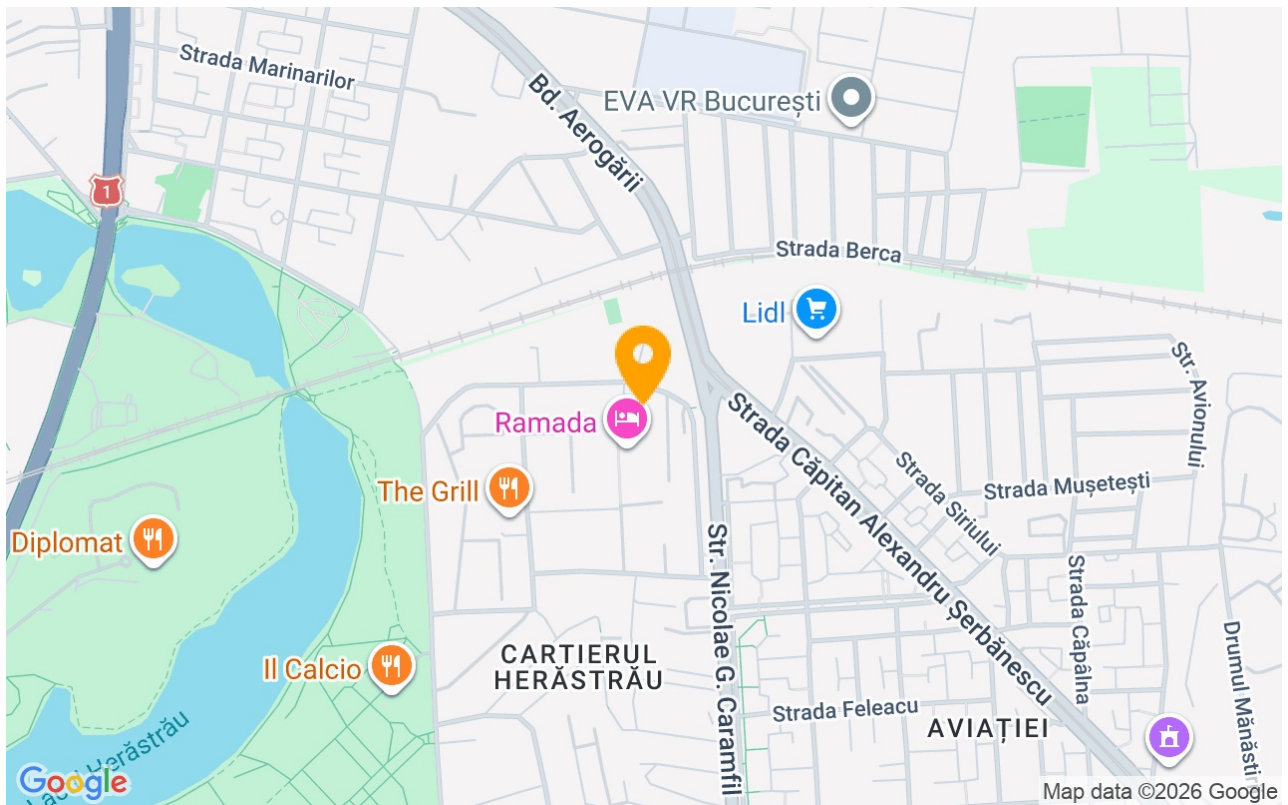 Strada Marinarilor
Bd. Aerogării
EVA VR București
1
Strada Berca
Lidl
Str. Avionului
Ramada
Strada Căpitan Alexandru Șerbănescu
The Grill
Strada Siriului
Strada Mușetești
Diplomat
Str. Nicolae G. Caramfil
Strada Căpâlna
Drumul Mănăstir
Il Calcio
CARTIERUL
HERĂSTRĂU
Strada Feleacu
AVIAȚIEI
Herăstrău
Google
Map data ©2026 Google